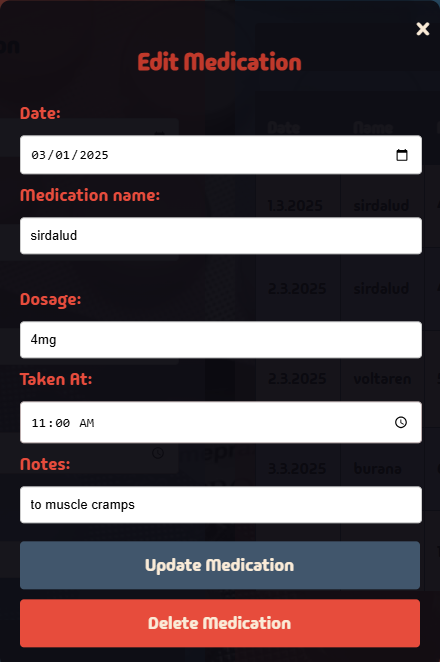 ×
Edit Medication
Date:
03/01/2025
Medication name:
sirdalud
Dosage:
4mg
Taken At:
11:00 AM
Notes:
to muscle cramps
Update Medication
Delete Medication
Date Name
1.3.2025 sirdalud
2.3.2025 sirdalud
2.3.2025 voltaren
3.3.2025 burana